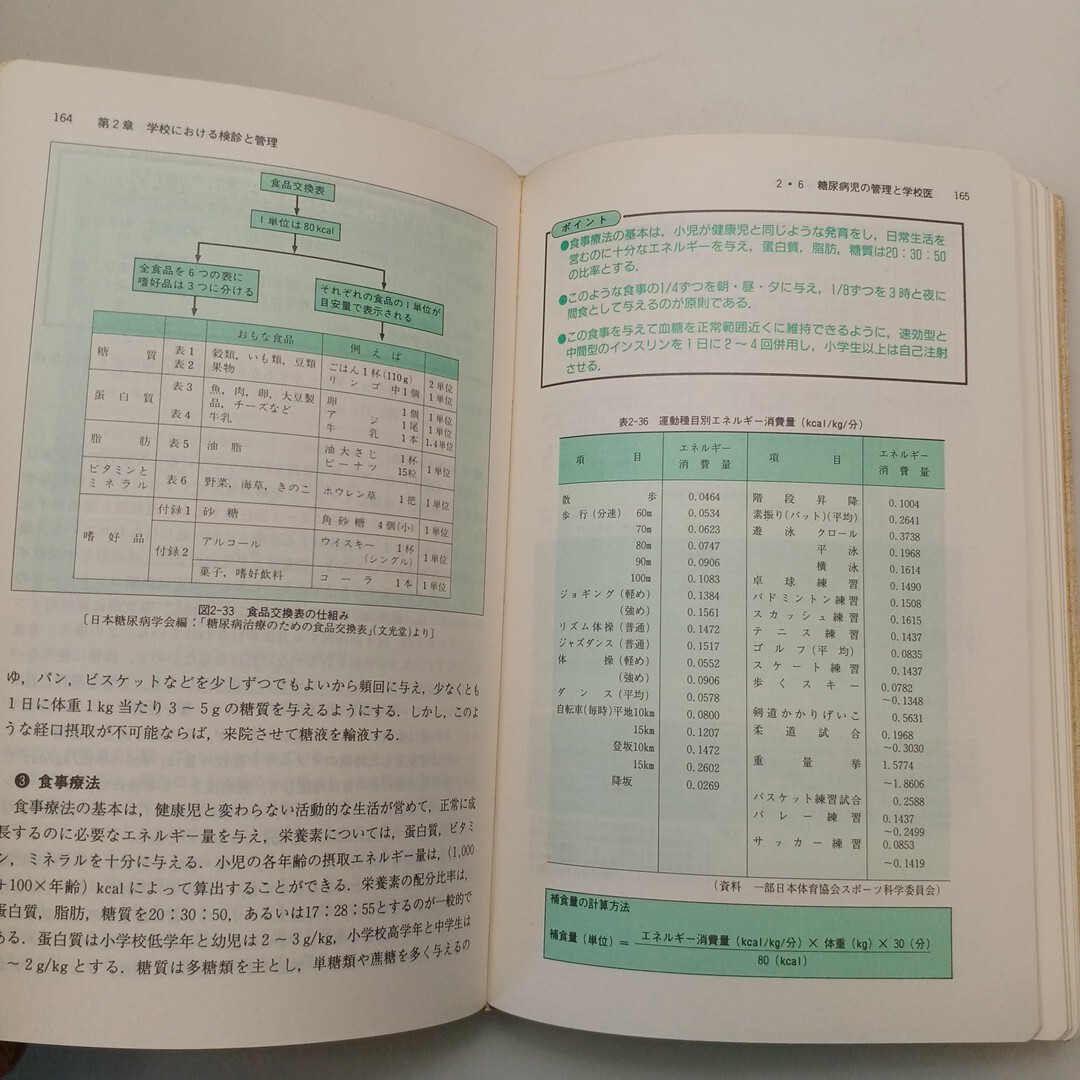 164 第2章 学校における検診と管理
食品交換表
1単位は80kcal
全食品を6つの表に
嗜好品は3つに分ける
それぞれの食品の1単位が
目安量で表示される
おもな食品 例えば
糖質 表1 穀類、いも類、豆類 ごはん1杯(110g) 2単位
表2 果物 リンゴ 中1個 1単位
蛋白質 表3 魚、肉、卵、大豆製 卵 1個 1単位
品、チーズなど アジ 1尾 1単位
表4 牛乳 牛乳 1本 1.4単位
脂肪 表5 油脂 油大さじ 1杯 1単位
ピーナツ 15粒
ビタミンと
ミネラル 表6 野菜、海草、きのこ ホウレン草 1把 1単位
嗜好品 付録1 砂糖 角砂糖 4個(小) 1単位
付録2 アルコール ウイスキー 1杯 1単位
(シングル)
菓子、嗜好飲料 コーラ 1本 1単位
図2-33 食品交換表の仕組み
[日本糖尿病学会編:「糖尿病治療のための食品交換表」(文光堂)より]
ゆ，パン，ビスケットなどを少しずつでもよいから頻回に与え，少なくとも
1日に体重1kg当たり3～5gの糖質を与えるようにする．しかし，このよ
うな経口摂取が不可能ならば，来院させて糖液を輸液する．
❸ 食事療法
食事療法の基本は，健康児と変わらない活動的な生活が営めて，正常に成
長するのに必要なエネルギー量を与え，栄養素については，蛋白質，ビタミ
ン，ミネラルを十分に与える．小児の各年齢の摂取エネルギー量は，(1,000
+100×年齢) kcalによって算出することができる．栄養素の配分比率は，
蛋白質，脂肪，糖質を20：30：50，あるいは17：28：55とするのが一般的で
ある．蛋白質は小学校低学年と幼児は2～3g/kg，小学校高学年と中学生は
～2g/kgとする．糖質は多糖類を主とし，単糖類や蔗糖を多く与えるの
2・6 糖尿病児の管理と学校医 165
ポイント
●食事療法の基本は，小児が健康児と同じような発育をし，日常生活を
営むのに十分なエネルギーを与え，蛋白質，脂肪，糖質は20：30：50
の比率とする．
●このような食事の1/4ずつを朝・昼・夕に与え，1/8ずつを3時と夜に
間食として与えるのが原則である．
●この食事を与えて血糖を正常範囲近くに維持できるように，速効型と
中間型のインスリンを1日に2～4回併用し，小学生以上は自己注射
させる．
表2-36 運動種目別エネルギー消費量(kcal/kg/分)
項目 エネルギー消費量 項目 エネルギー消費量
散歩 0.0464 階段昇降 0.1004
歩行(分速) 60m 0.0534 素振り(バット)(平均) 0.2641
70m 0.0623 遊泳 クロール 0.3738
80m 0.0747 平泳 0.1968
90m 0.0906 横泳 0.1614
100m 0.1083 卓球練習 0.1490
ジョギング(軽め) 0.1384 バドミントン練習 0.1508
(強め) 0.1561 スカッシュ練習 0.1615
リズム体操(普通) 0.1472 テニス練習 0.1437
ジャズダンス(普通) 0.1517 ゴルフ(平均) 0.0835
体操(軽め) 0.0552 スケート練習 0.1437
(強め) 0.0906 歩くスキー 0.0782
ダンス(平均) 0.0578 ～0.1348
自転車(毎時)平地10km 0.0800 剣道かかりげいこ 0.5631
15km 0.1207 柔道試合 0.1968
登坂10km 0.1472 ～0.3030
15km 0.2602 重量挙 1.5774
降坂 0.0269 ～1.8606
バスケット練習試合 0.2588
バレー練習 0.1437
～0.2499
サッカー練習 0.0853
～0.1419
(資料 一部日本体育協会スポーツ科学委員会)
補食量の計算方法
補食量(単位)＝ エネルギー消費量(kcal/kg/分)×体重(kg)×30(分)
80(kcal)